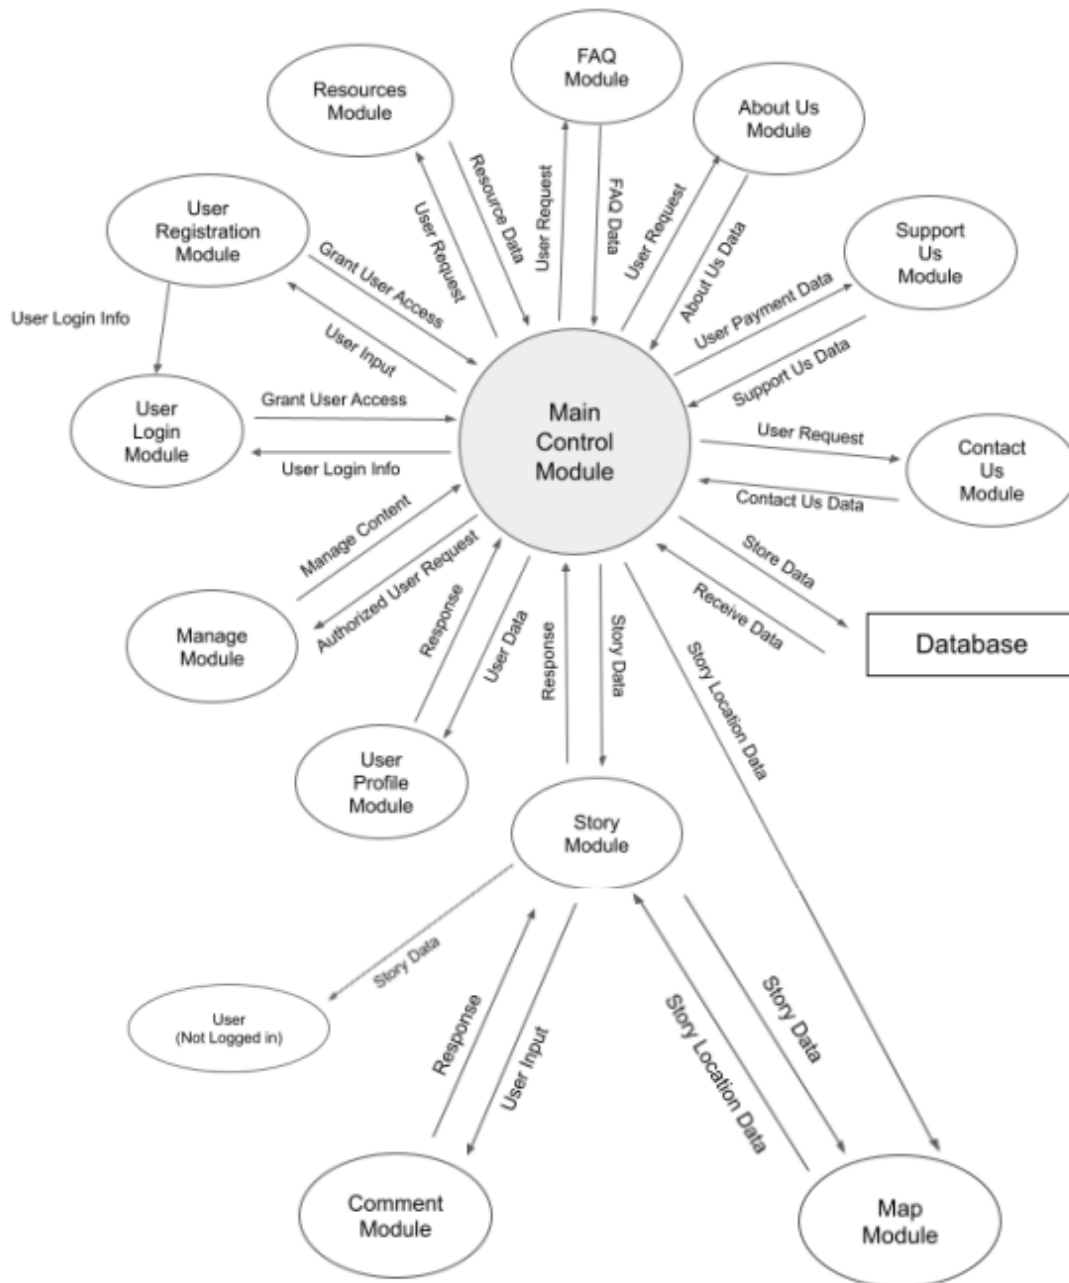 FAQ
Module
Resources
Module
About Us
Module
User
Registration
Module
Support
Us
Module
Resource Data
User Request
User Request
FAQ Data
User Request
About Us Data
Grant User Access
User Input
User Payment Data
Support Us Data
User Login Info
User
Login
Module
Grant User Access
User Login Info
Main
Control
Module
User Request
Contact Us Data
Contact
Us
Module
Manage Content
Authorized User Request
Manage
Module
Response
User Data
Response
Story Data
Story Location Data
Store Data
Receive Data
Database
User
Profile
Module
Story
Module
Story Data
User
(Not Logged in)
Response
User Input
Story Location Data
Story Data
Comment
Module
Map
Module